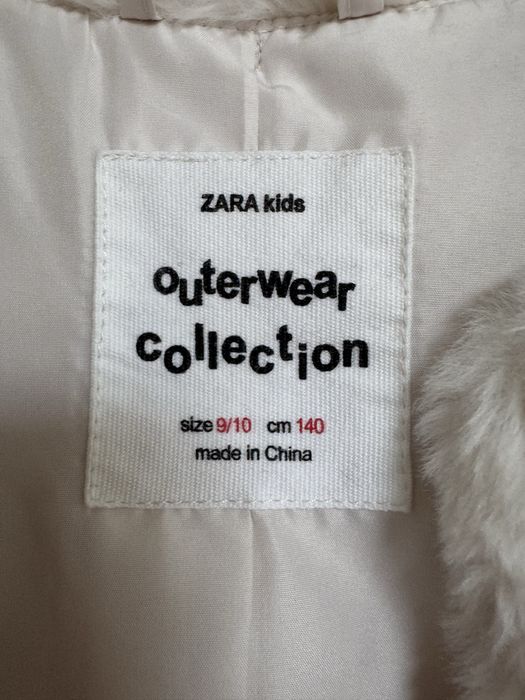 ZARA kids
outerwear
collection
size 9/10 cm 140
made in China